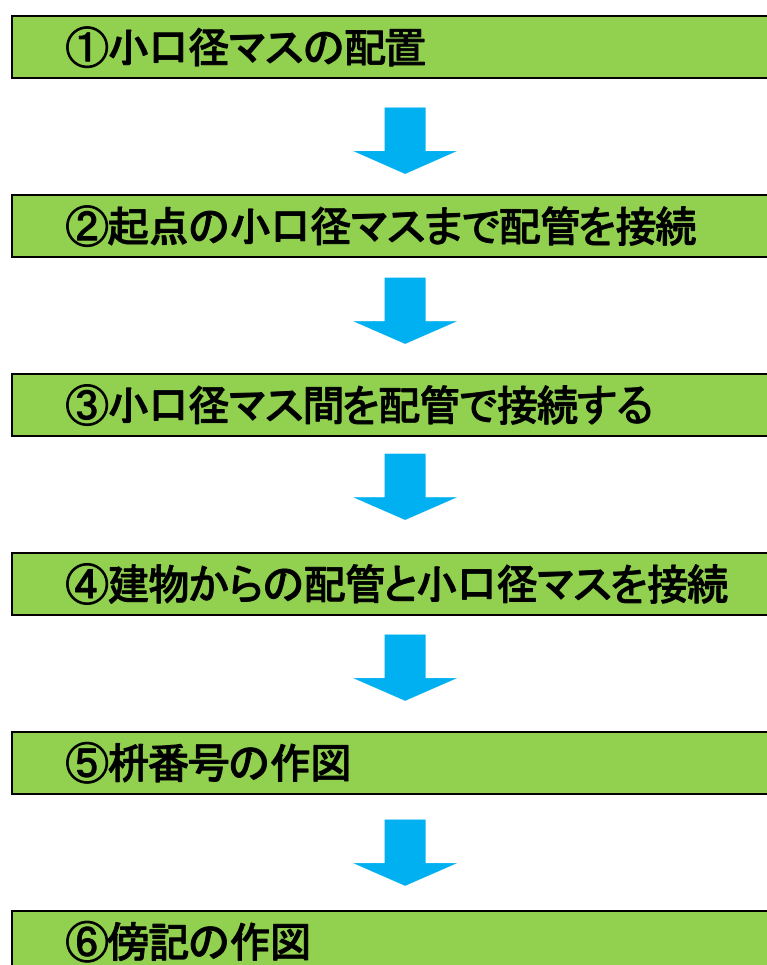 ①小口径マスの配置
②起点の小口径マスまで配管を接続
③小口径マス間を配管で接続する
④建物からの配管と小口径マスを接続
⑤枡番号の作図
⑥傍記の作図